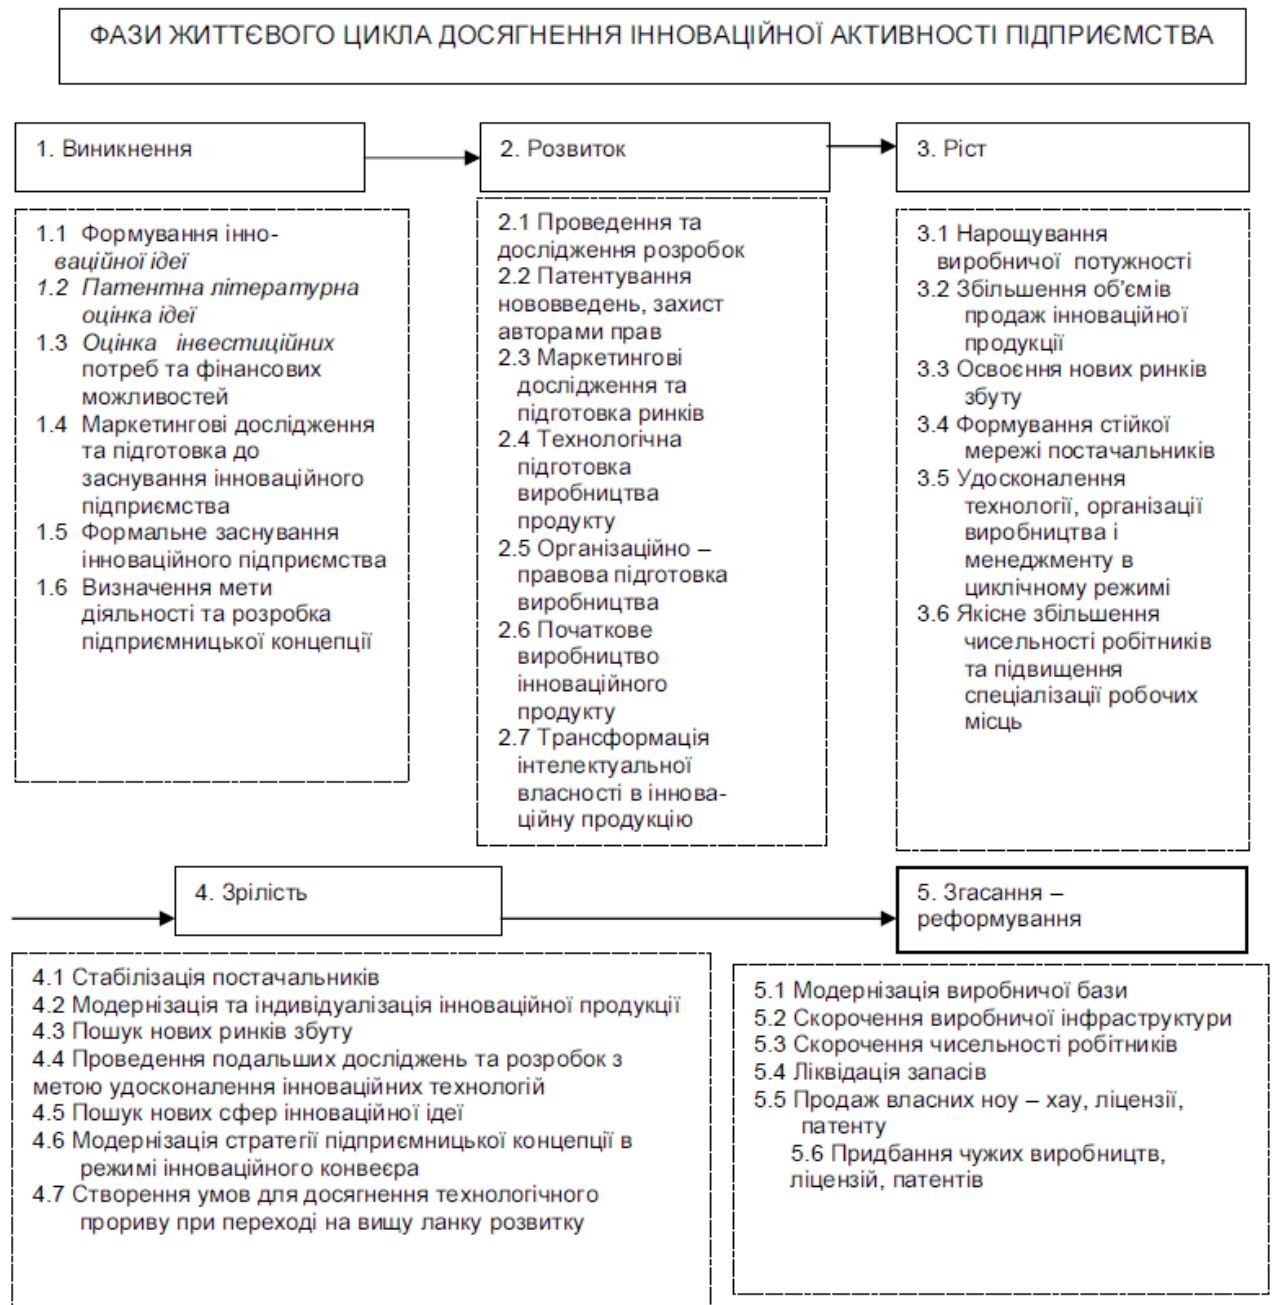 ФАЗИ ЖИТТЄВОГО ЦИКЛА ДОСЯГНЕННЯ ІННОВАЦІЙНОЇ АКТИВНОСТІ ПІДПРИЄМСТВА
1. Виникнення
2. Розвиток
3. Ріст
1.1 Формування інно-
ваційної ідеї
1.2 Патентна літературна
оцінка ідеї
1.3 Оцінка інвестиційних
потреб та фінансових
можливостей
1.4 Маркетингові дослідження
та підготовка до
заснування інноваційного
підприємства
1.5 Формальне заснування
інноваційного підприємства
1.6 Визначення мети
діяльності та розробка
підприємницької концепції
2.1 Проведення та
дослідження розробок
2.2 Патентування
нововведень, захист
авторами прав
2.3 Маркетингові
дослідження та
підготовка ринків
2.4 Технологічна
підготовка
виробництва
продукту
2.5 Організаційно –
правова підготовка
виробництва
2.6 Початкове
виробництво
інноваційного
продукту
2.7 Трансформація
інтелектуальної
власності в іннова-
ційну продукцію
3.1 Нарощування
виробничої потужності
3.2 Збільшення об’ємів
продаж інноваційної
продукції
3.3 Освоєння нових ринків
збуту
3.4 Формування стійкої
мережі постачальників
3.5 Удосконалення
технології, організації
виробництва і
менеджменту в
циклічному режимі
3.6 Якісне збільшення
чисельності робітників
та підвищення
спеціалізації робочих
місць
4. Зрілість
5. Згасання –
реформування
4.1 Стабілізація постачальників
4.2 Модернізація та індивідуалізація інноваційної продукції
4.3 Пошук нових ринків збуту
4.4 Проведення подальших досліджень та розробок з
метою удосконалення інноваційних технологій
4.5 Пошук нових сфер інноваційної ідеї
4.6 Модернізація стратегії підприємницької концепції в
режимі інноваційного конвеєра
4.7 Створення умов для досягнення технологічного
прориву при переході на вищу ланку розвитку
5.1 Модернізація виробничої бази
5.2 Скорочення виробничої інфраструктури
5.3 Скорочення чисельності робітників
5.4 Ліквідація запасів
5.5 Продаж власних ноу – хау, ліцензії,
патенту
5.6 Придбання чужих виробництв,
ліцензій, патентів